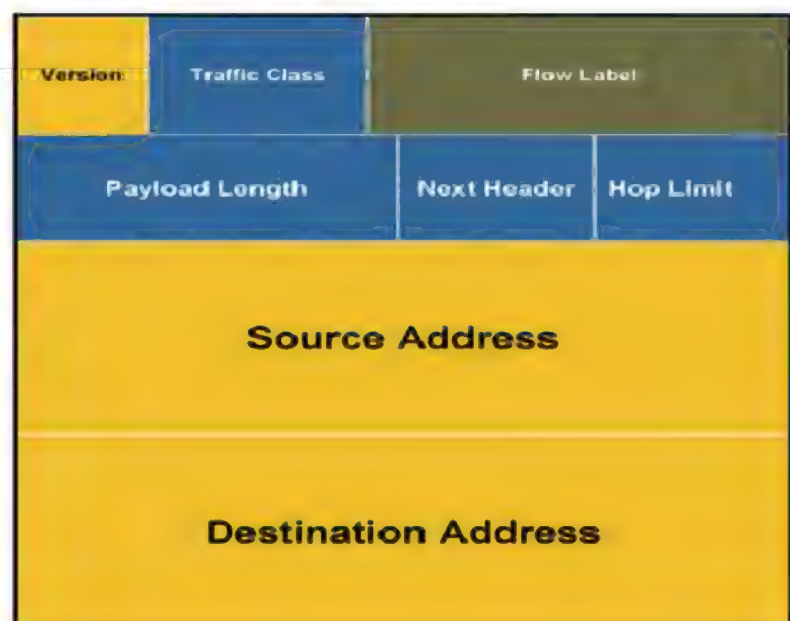 Version Traffic Class Flow Label
Payload Length Next Header Hop Limit
Source Address
Destination Address